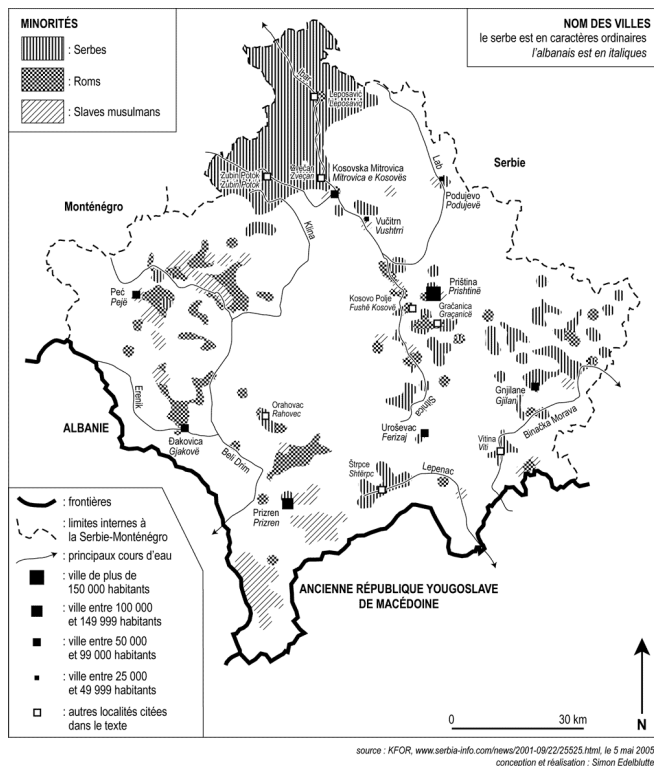 MINORITÉS
: Serbes
: Roms
: Slaves musulmans
NOM DES VILLES
le serbe est en caractères ordinaires
l'albanais est en italiques
Ibar
Leposavić
Leposaviq
Zubin Potok
Zubin Potok
Zvečan
Zveçan
Kosovska Mitrovica
Mitrovica e Kosovës
Lab
Serbie
Podujevo
Podujevë
Monténégro
Klina
Vučitrn
Vushtrri
Peć
Pejë
Priština
Prishtinë
Kosovo Polje
Fushë Kosovë
Gračanica
Graçanicë
Erenik
Orahovac
Rahovec
Sitnica
Gnjilane
Gjilan
ALBANIE
Đakovica
Gjakovë
Beli Drim
Uroševac
Ferizaj
Vitina
Viti
Binačka Morava
Štrpce
Shtërpc
Lepenac
Prizren
Prizren
ANCIENNE RÉPUBLIQUE YOUGOSLAVE
DE MACÉDOINE
: frontières
: limites internes à
la Serbie-Monténégro
: principaux cours d'eau
: ville de plus de
150 000 habitants
: ville entre 100 000
et 149 999 habitants
: ville entre 50 000
et 99 000 habitants
: ville entre 25 000
et 49 999 habitants
: autres localités citées
dans le texte
0 30 km
N
source : KFOR, www.serbia-info.com/news/2001-09/22/25525.html, le 5 mai 2005
conception et réalisation : Simon Edelblutte